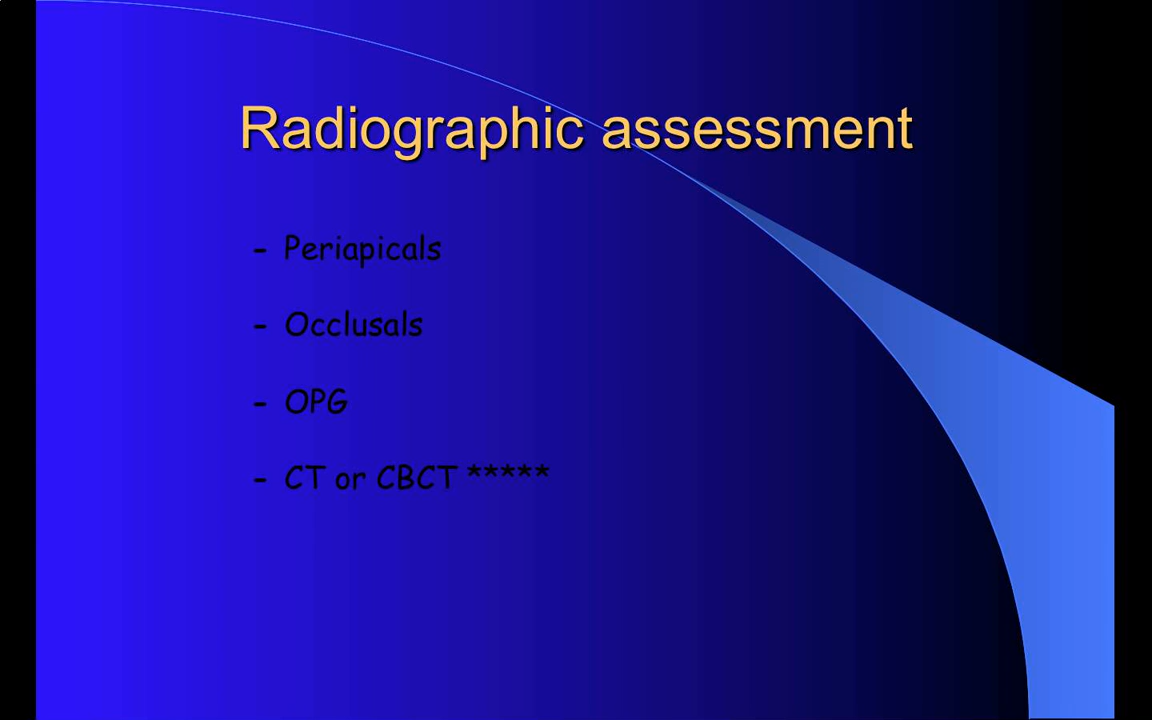 Radiographic assessment
– Periapicals
– Occlusals
– OPG
– CT or CBCT *****